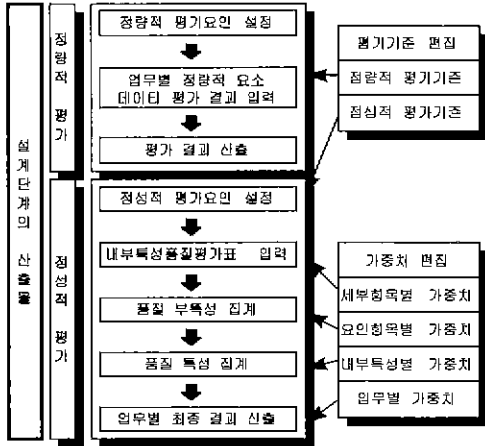 설계단계의 산출물
정량적 평가
정량적 평가요인 설정
업무별 정량적 요소
데이터 평가 결과 입력
평가 결과 산출
평가기준 편집
정량적 평가기준
정성적 평가기준
정성적 평가
정성적 평가요인 설정
내부특성품질평가표 입력
품질 부특성 집계
품질 특성 집계
업무별 최종 결과 산출
가중치 편집
세부항목별 가중치
요인항목별 가중치
내부특성별 가중치
업무별 가중치